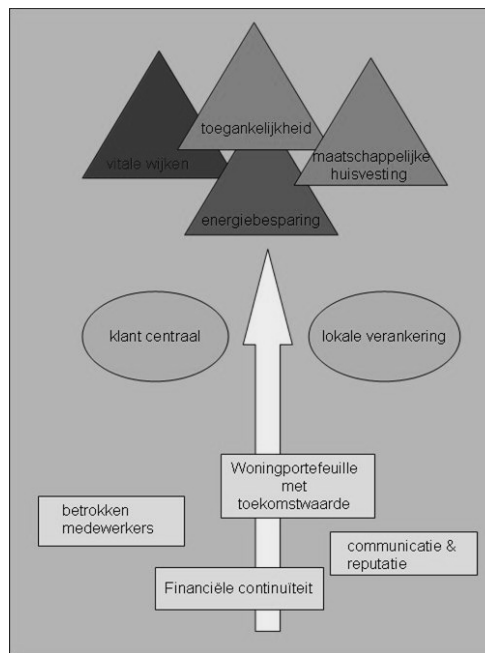 toegankelijkheid
vitale wijken
maatschappelijke
huisvesting
energiebesparing
klant centraal
lokale verankering
Woningportefeuille
met
toekomstwaarde
betrokken
medewerkers
communicatie &
reputatie
Financiële continuïteit